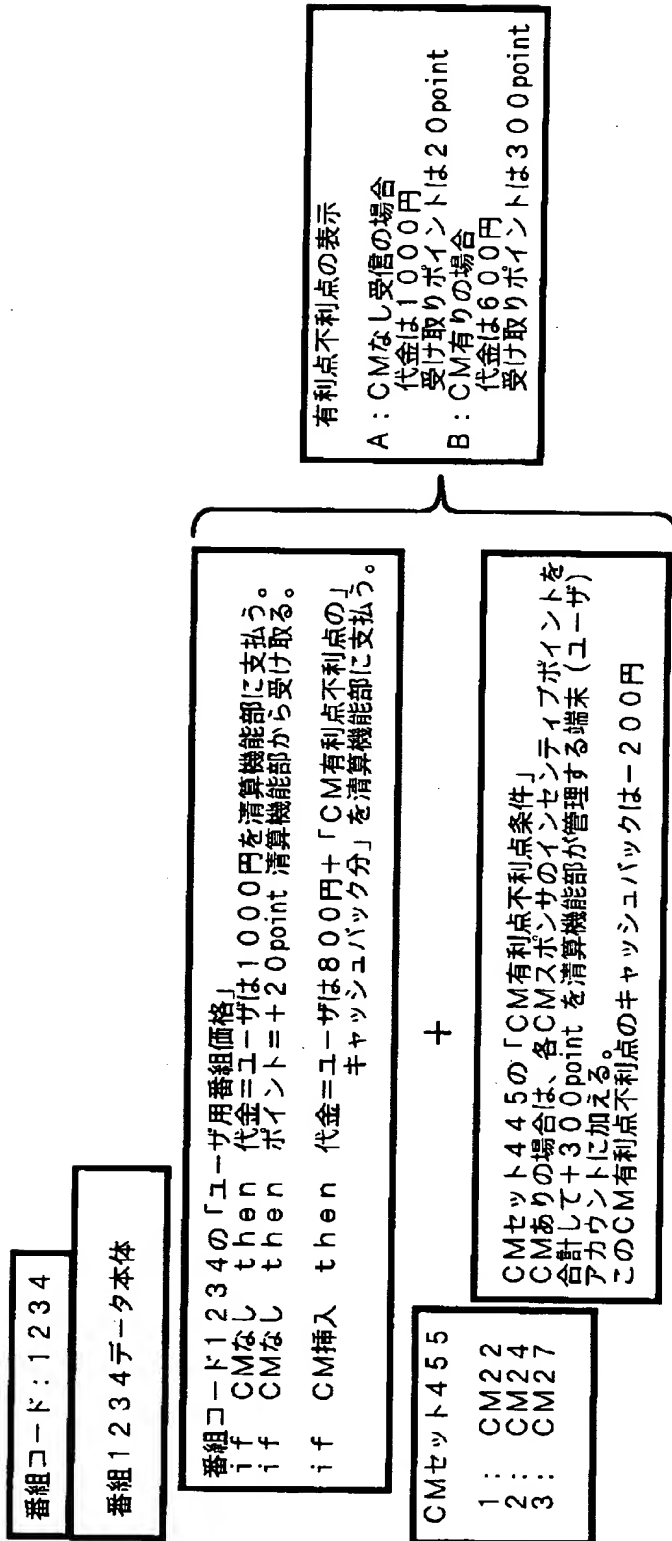 番組コード:1234
番組1234データ本体
番組コード1234の「ユーザ用番組価格」
if CMなし then 代金=ユーザは1000円を清算機能部に支払う。
if CMなし then ポイント=+20point 清算機能部から受け取る。
if CM挿入 then 代金=ユーザは800円+「CM有利点不利点の」
キャッシュバック分」を清算機能部に支払う。
+
CMセット455
1: CM22
2: CM24
3: CM27
CMセット445の「CM有利点不利点条件」
CMありの場合は、各CMスポンサのインセンティブポイントを
合計して+300point を清算機能部が管理する端末(ユーザ)
アカウントに加える。
このCM有利点不利点のキャッシュバックは-200円
有利点不利点の表示
A:CMなし受信の場合
代金は1000円
受け取りポイントは20point
B:CM有りの場合
代金は600円
受け取りポイントは300point